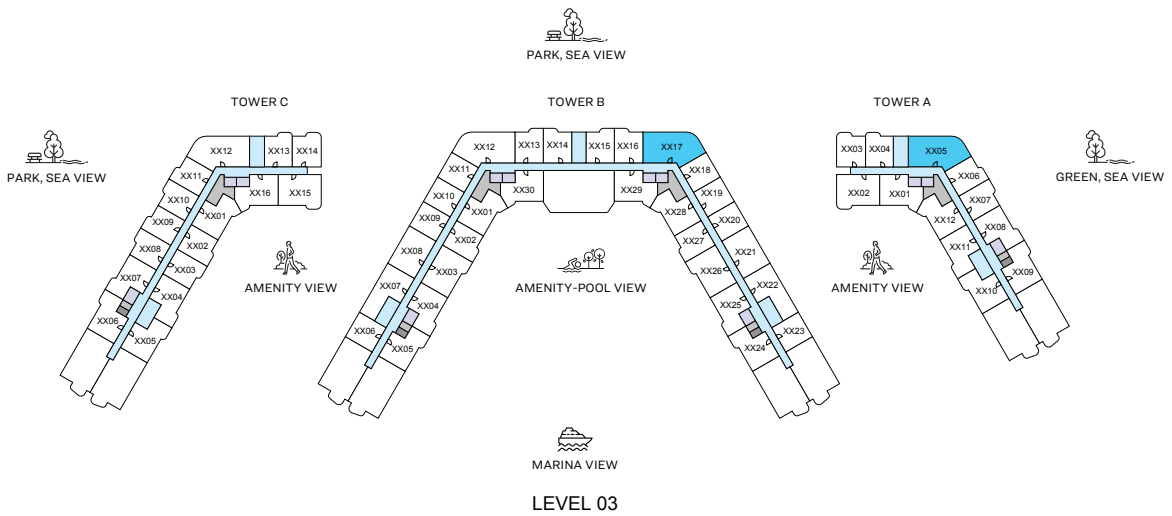 PARK, SEA VIEW
TOWER C
TOWER B
TOWER A
PARK, SEA VIEW
GREEN, SEA VIEW
XX12
XX13
XX14
XX11
XX16
XX15
XX10
XX01
XX09
XX02
XX08
XX03
XX07
XX04
XX06
XX05
AMENITY VIEW
XX12
XX13
XX14
XX15
XX16
XX17
XX11
XX18
XX30
XX29
XX10
XX19
XX01
XX28
XX09
XX20
XX02
XX27
XX08
XX21
XX03
XX26
XX07
XX22
XX04
XX25
XX06
XX23
XX05
XX24
AMENITY-POOL VIEW
XX03
XX04
XX05
XX06
XX02
XX01
XX07
XX12
XX08
XX11
XX09
XX10
AMENITY VIEW
MARINA VIEW
LEVEL 03